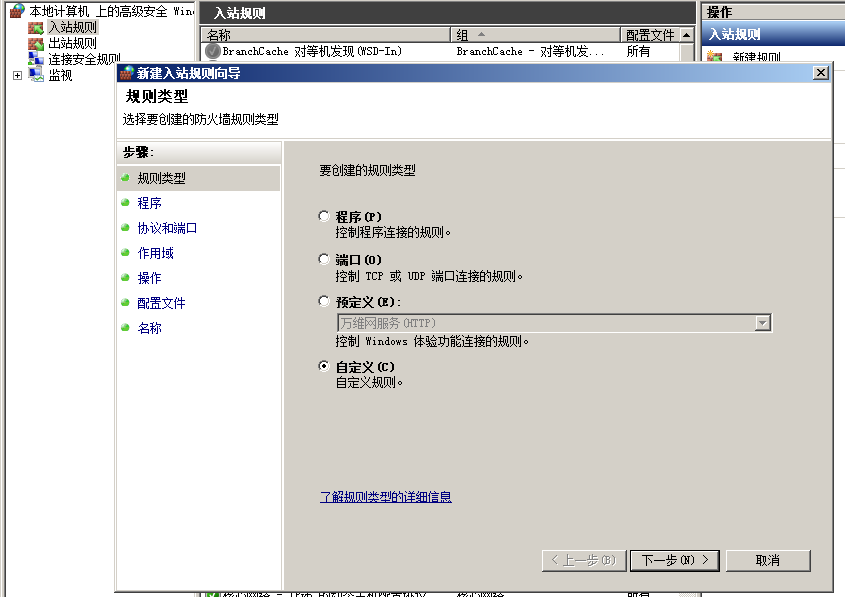 本地计算机 上的高级安全 Win
入站规则
出站规则
连接安全规则
监视
入站规则
名称 组 配置文件
BranchCache 对等机发现(WSD-In) BranchCache - 对等机发... 所有
操作
入站规则
新建规则
新建入站规则向导
规则类型
选择要创建的防火墙规则类型
步骤:
规则类型
程序
协议和端口
作用域
操作
配置文件
名称
要创建的规则类型
程序(P)
控制程序连接的规则。
端口(O)
控制 TCP 或 UDP 端口连接的规则。
预定义(E):
万维网服务(HTTP)
控制 Windows 体验功能连接的规则。
自定义(C)
自定义规则。
了解规则类型的详细信息
< 上一步(B) 下一步(N) > 取消